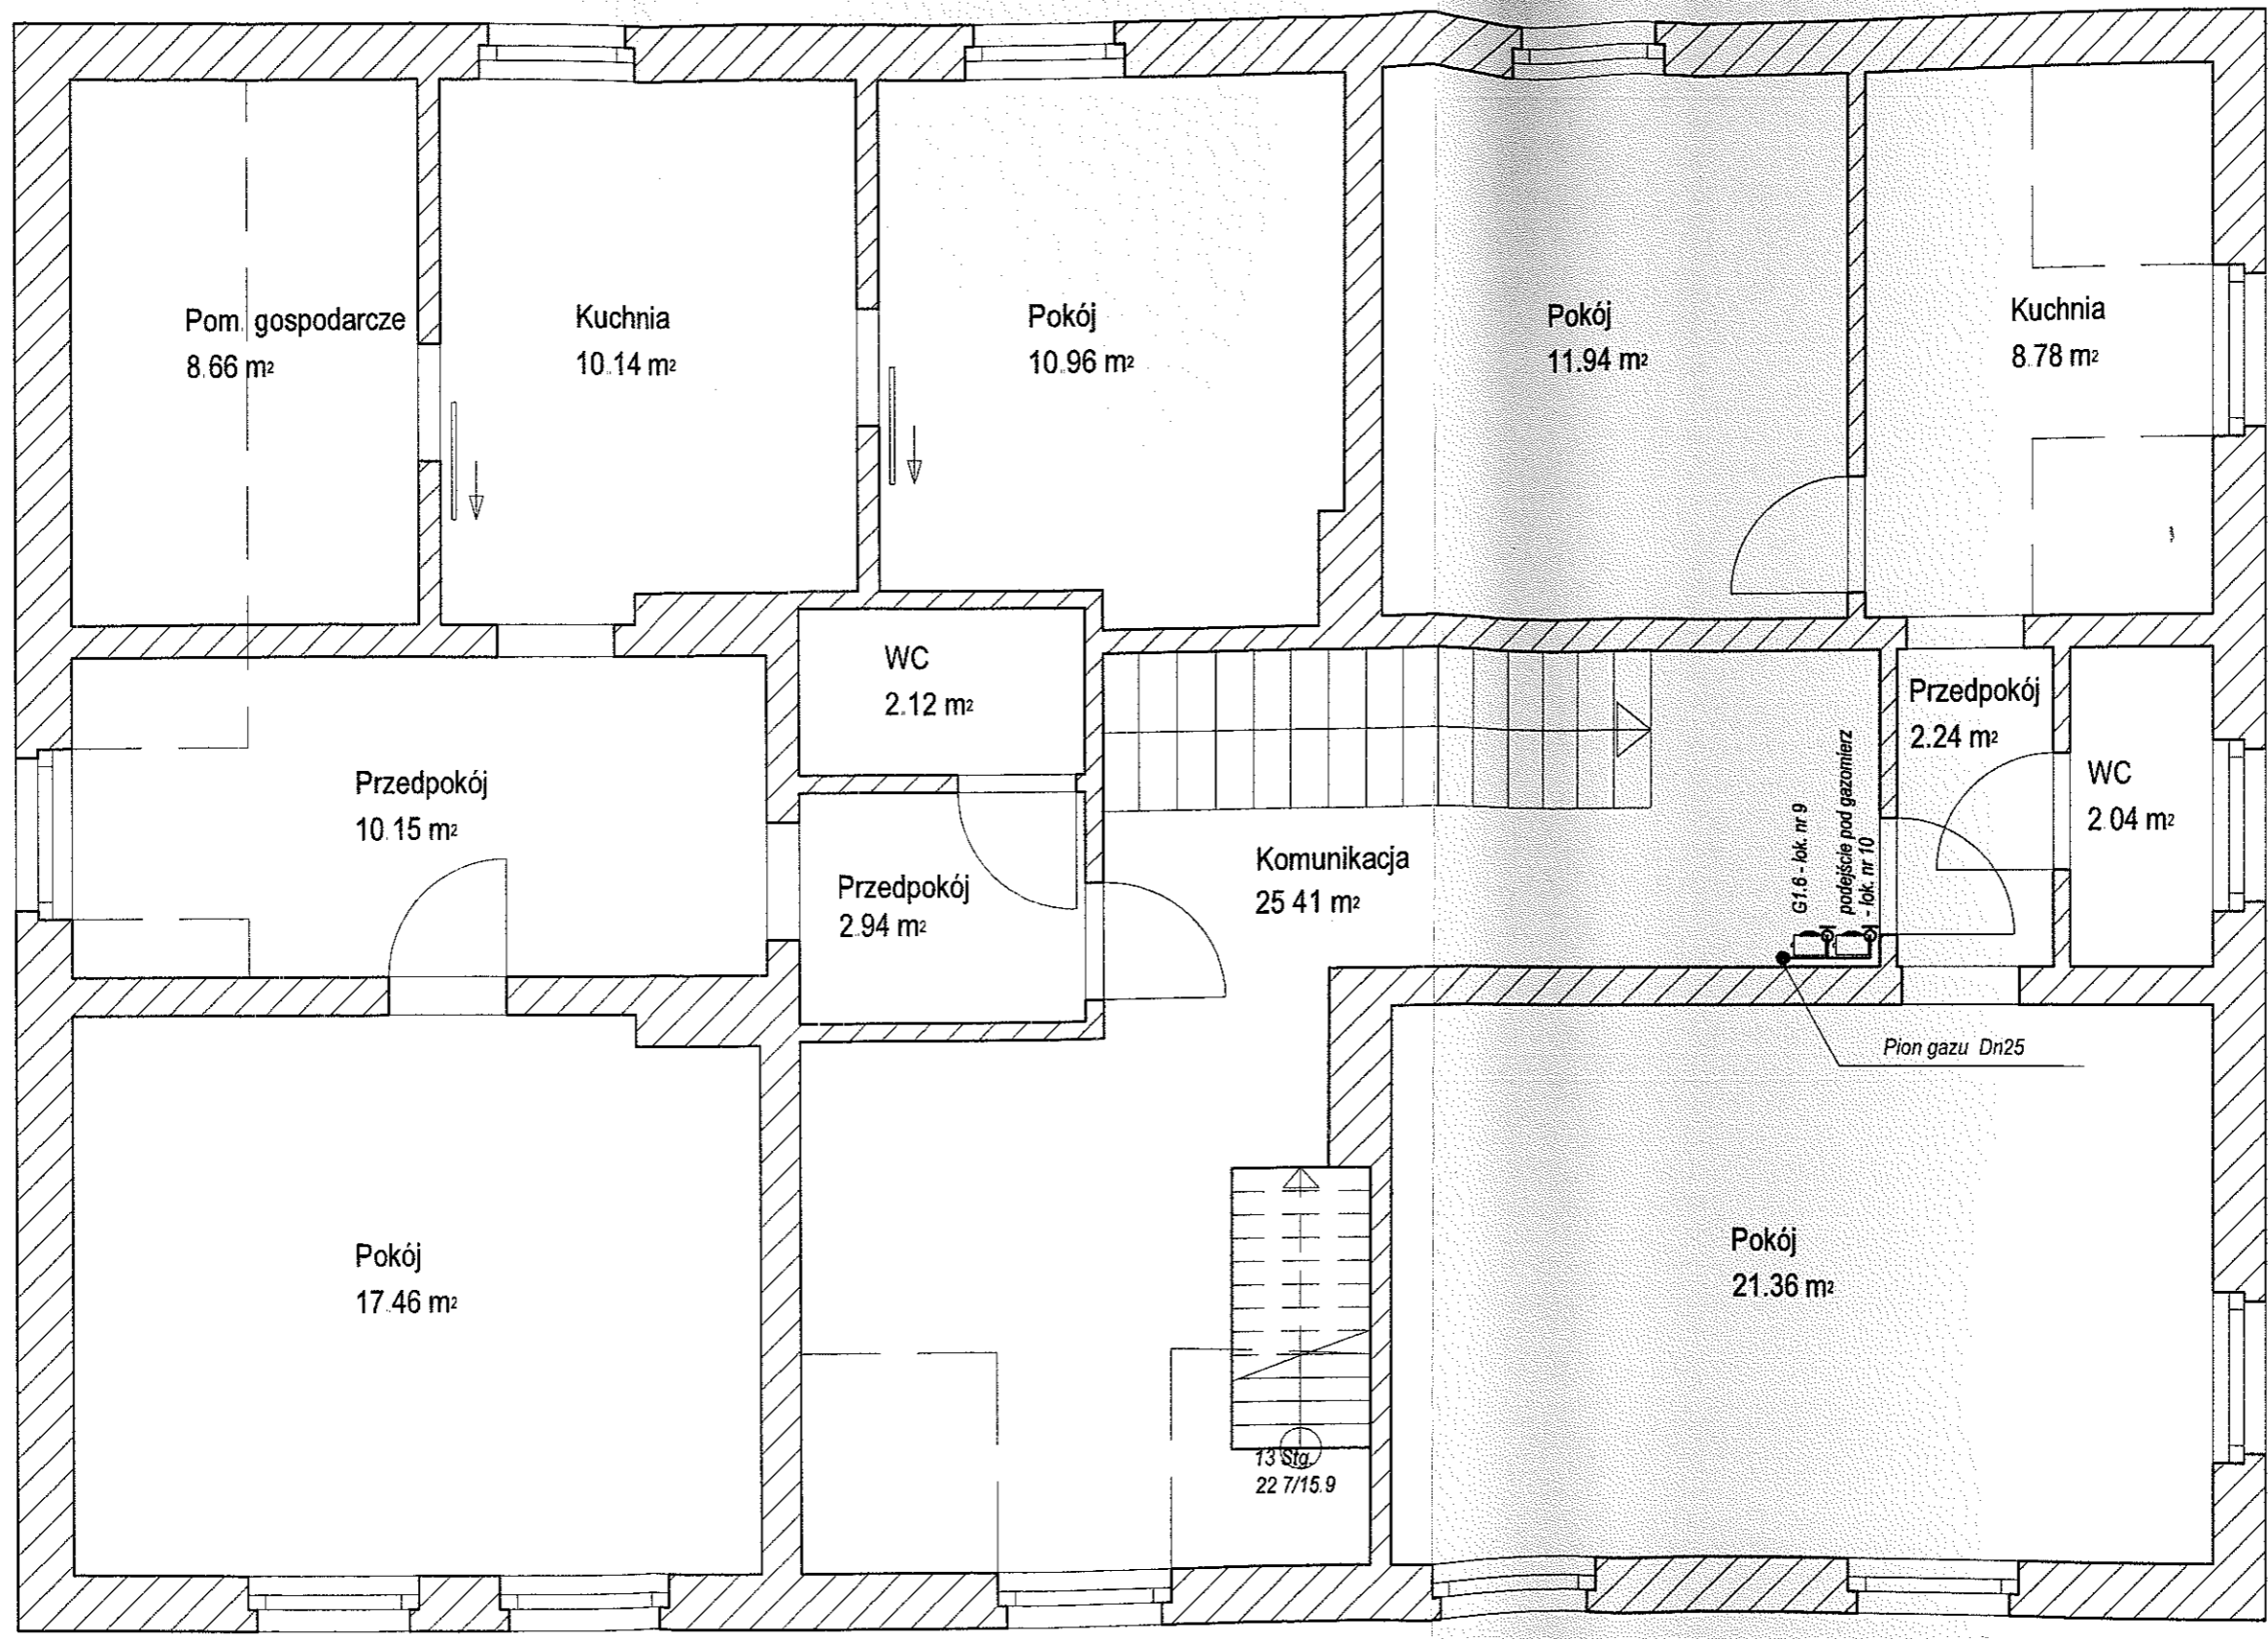 Pom. gospodarcze
8.66 m²
Kuchnia
10.14 m²
Pokój
10.96 m²
Pokój
11.94 m²
Kuchnia
8.78 m²
WC
2.12 m²
Przedpokój
2.24 m²
WC
2.04 m²
Przedpokój
10.15 m²
Przedpokój
2.94 m²
Komunikacja
25 41 m²
G1.6 - lok. nr 9
podejście pod gazomierz
- lok. nr 10
Pion gazu Dn25
Pokój
17.46 m²
Pokój
21.36 m²
13 Stg.
22 7/15.9